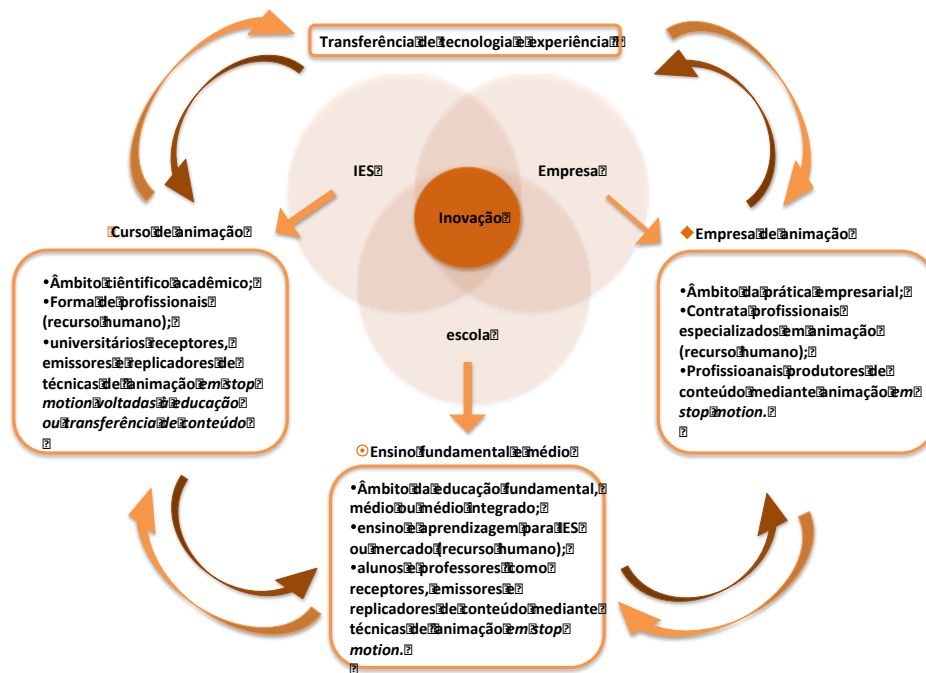 Transferência de tecnologia e experiência
IES
Empresa
Inovação
escola
Curso de animação
•Âmbito ciêntifico acadêmico;
•Forma de profissionais
(recurso humano);
•universitários receptores,
emissores e replicadores de
técnicas de animação em stop
motion voltadas à educação
ou transferência de conteúdo
Empresa de animação
•Âmbito da prática empresarial;
•Contrata profissionais
especializados em animação
(recurso humano);
•Profissioanais produtores de
conteúdo mediante animação em
stop motion.
Ensino fundamental e médio
•Âmbito da educação fundamental,
médio ou médio integrado;
•ensino e aprendizagem para IES
ou mercado (recurso humano);
•alunos e professores como
receptores, emissores e
replicadores de conteúdo mediante
técnicas de animação em stop
motion.